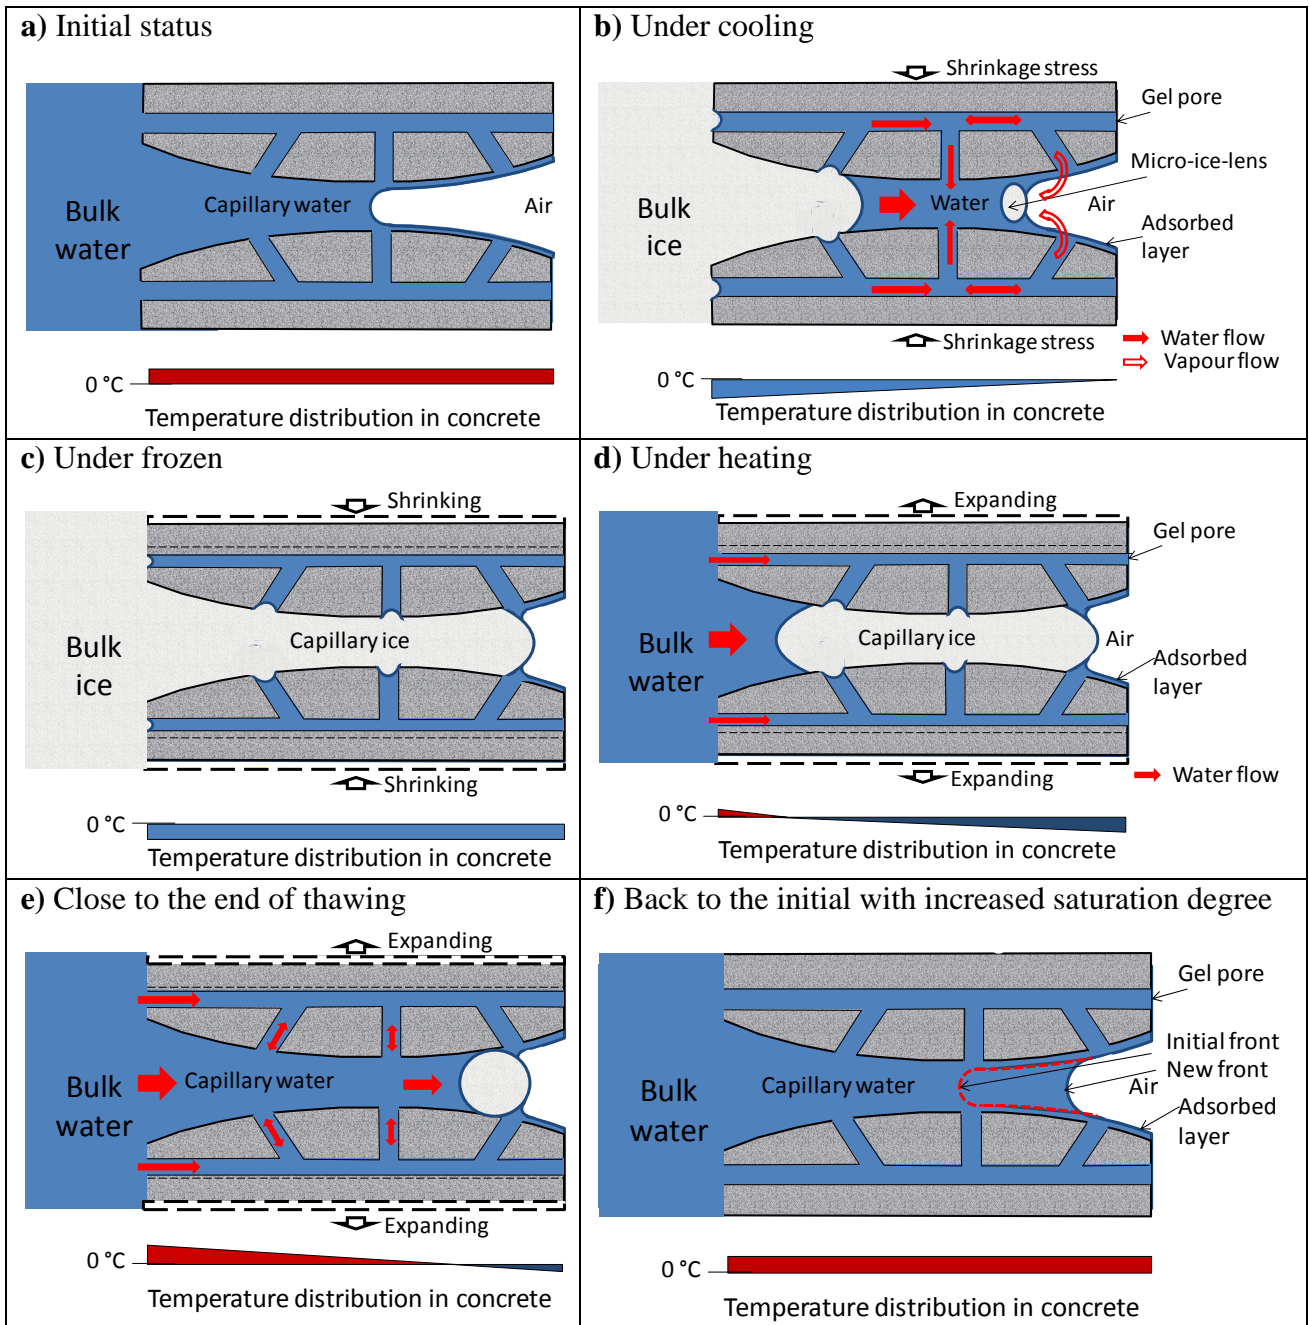 a) Initial status
Bulk
water
Capillary water
Air
0 °C
Temperature distribution in concrete
b) Under cooling
Shrinkage stress
Gel pore
Micro-ice-lens
Bulk
ice
Water
Air
Adsorbed
layer
Shrinkage stress
Water flow
Vapour flow
0 °C
Temperature distribution in concrete
c) Under frozen
Shrinking
Bulk
ice
Capillary ice
Shrinking
0 °C
Temperature distribution in concrete
d) Under heating
Expanding
Gel pore
Bulk
water
Capillary ice
Air
Adsorbed
layer
Expanding
Water flow
0 °C
Temperature distribution in concrete
e) Close to the end of thawing
Expanding
Bulk
water
Capillary water
Expanding
0 °C
Temperature distribution in concrete
f) Back to the initial with increased saturation degree
Gel pore
Initial front
New front
Bulk
water
Capillary water
Air
Adsorbed
layer
0 °C
Temperature distribution in concrete